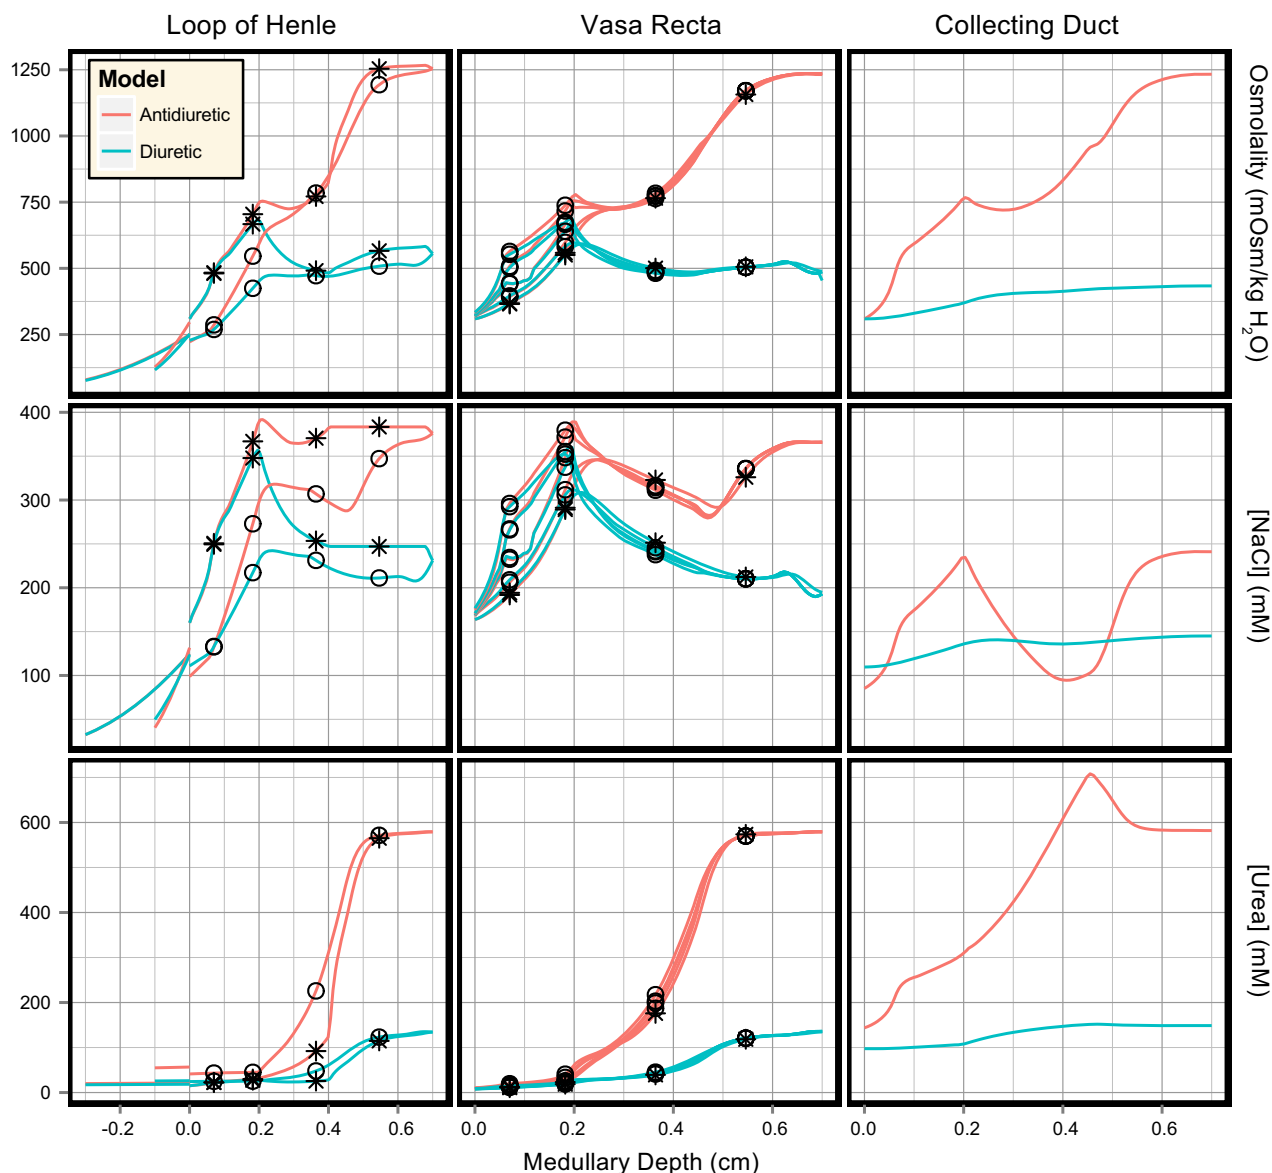 Loop of Henle
Vasa Recta
Collecting Duct
Model
Antidiuretic
Diuretic
1250
1000
750
500
250
Osmolality (mOsm/kg H₂O)
400
300
200
100
[NaCl] (mM)
600
400
200
0
[Urea] (mM)
-0.2 0.0 0.2 0.4 0.6
0.0 0.2 0.4 0.6
0.0 0.2 0.4 0.6
Medullary Depth (cm)